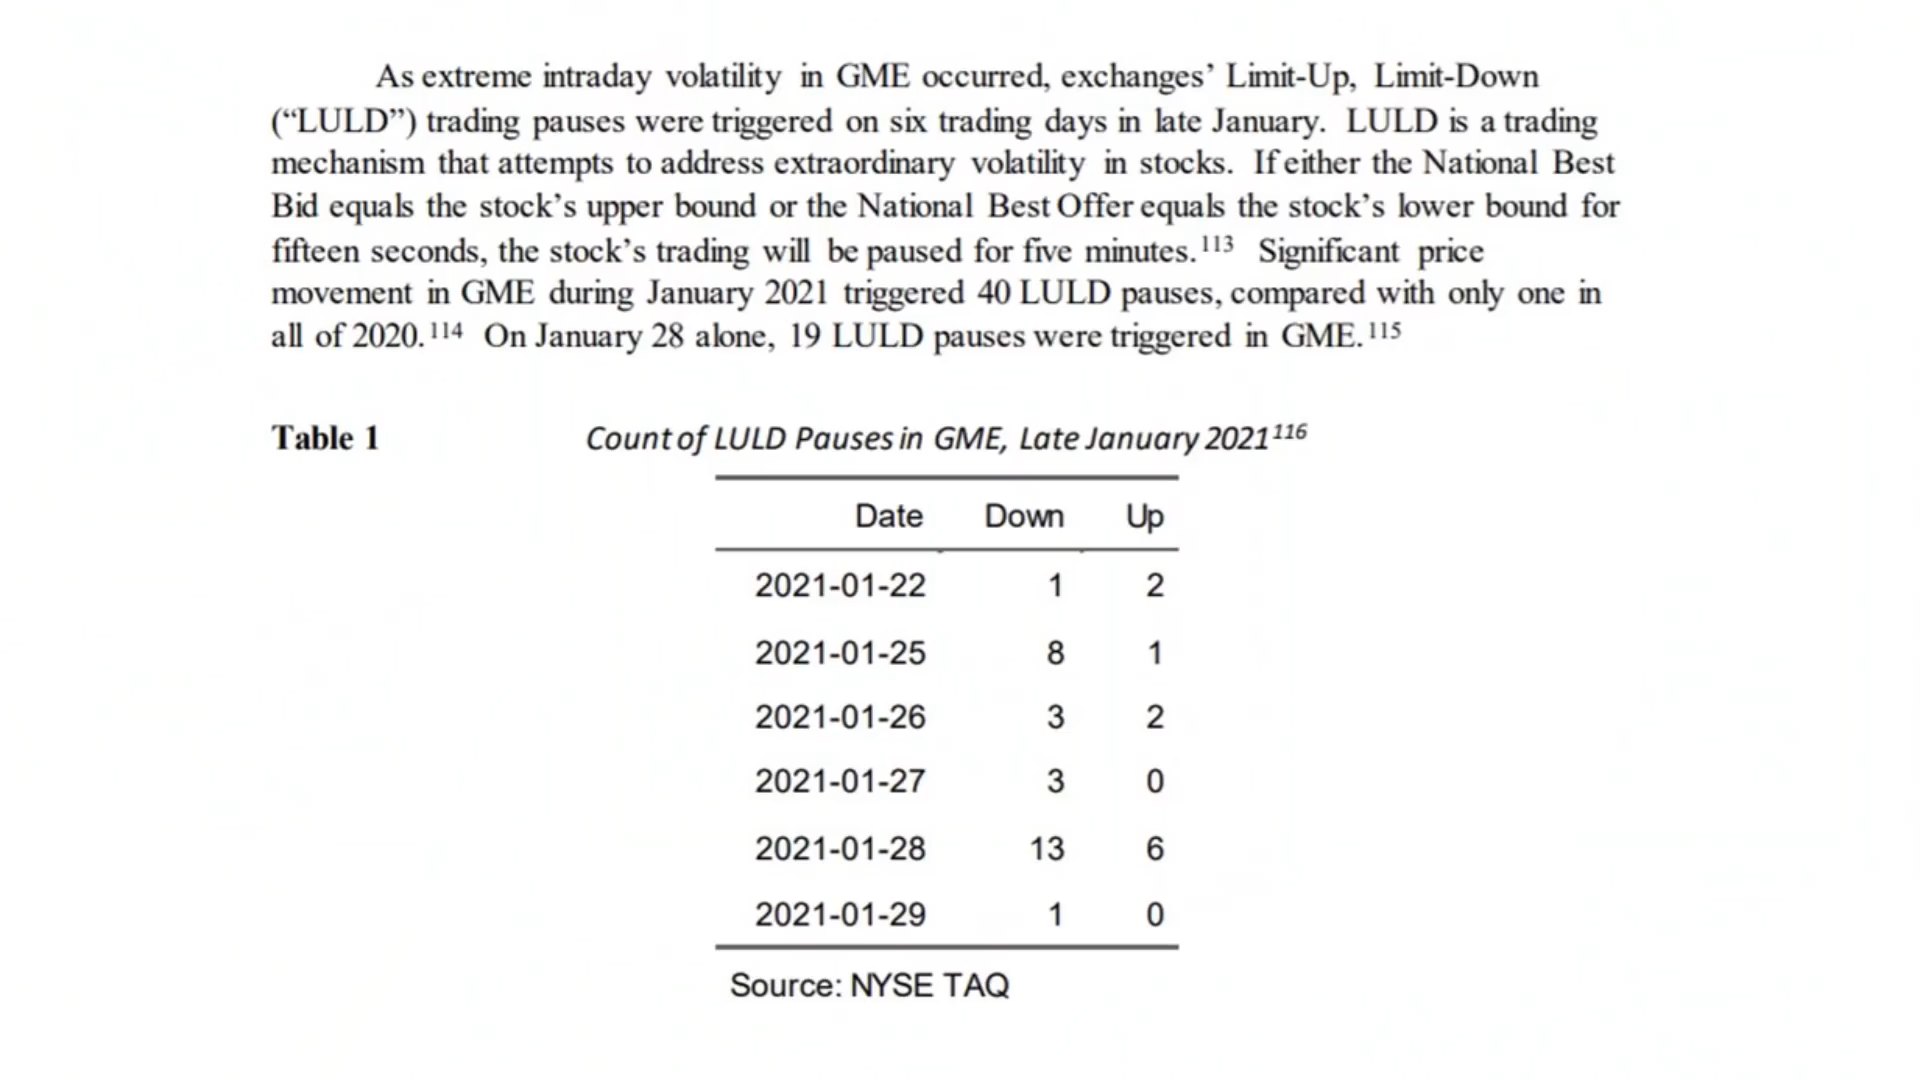 As extreme intraday volatility in GME occurred, exchanges’ Limit-Up, Limit-Down
(“LULD”) trading pauses were triggered on six trading days in late January. LULD is a trading
mechanism that attempts to address extraordinary volatility in stocks. If either the National Best
Bid equals the stock’s upper bound or the National Best Offer equals the stock’s lower bound for
fifteen seconds, the stock’s trading will be paused for five minutes.113 Significant price
movement in GME during January 2021 triggered 40 LULD pauses, compared with only one in
all of 2020.114 On January 28 alone, 19 LULD pauses were triggered in GME.115
Table 1 Count of LULD Pauses in GME, Late January 2021116
Date Down Up
2021-01-22 1 2
2021-01-25 8 1
2021-01-26 3 2
2021-01-27 3 0
2021-01-28 13 6
2021-01-29 1 0
Source: NYSE TAQ